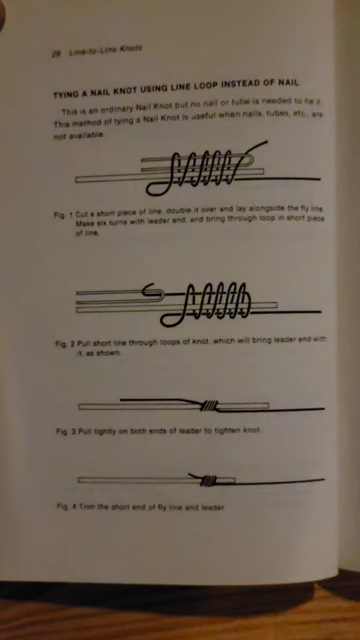 26 Line-to-Line Knots
TYING A NAIL KNOT USING LINE LOOP INSTEAD OF NAIL
This is an ordinary Nail Knot but no nail or tube is needed to tie it.
This method of tying a Nail Knot is useful when nails, tubes, etc., are
not available.
Fig. 1 Cut a short piece of line, double it over and lay alongside the fly line.
Make six turns with leader end, and bring through loop in short piece
of line.
Fig. 2 Pull short line through loops of knot, which will bring leader end with
it, as shown.
Fig. 3 Pull tightly on both ends of leader to tighten knot.
Fig. 4 Trim the short end of fly line and leader.